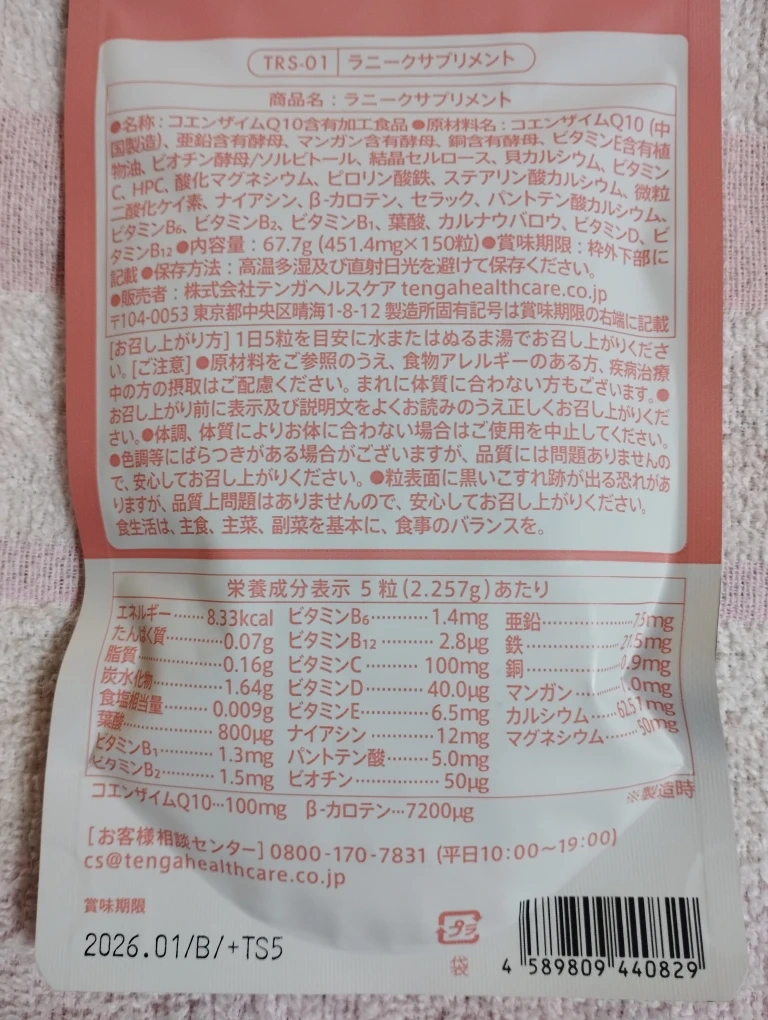 TRS-01 ラニークサプリメント
商品名：ラニークサプリメント
●名称：コエンザイムQ10含有加工食品 ●原材料名：コエンザイムQ10 (中
国製造)、亜鉛含有酵母、マンガン含有酵母、銅含有酵母、ビタミンE含有植
物油、ビオチン酵母/ソルビトール、結晶セルロース、貝カルシウム、ビタミン
C、HPC、酸化マグネシウム、ピロリン酸鉄、ステアリン酸カルシウム、微粒
二酸化ケイ素、ナイアシン、β-カロテン、セラック、パントテン酸カルシウム、
ビタミンB₆、ビタミンB₂、ビタミンB₁、葉酸、カルナウバロウ、ビタミンD、ビ
タミンB₁₂ ●内容量：67.7g (451.4mg×150粒) ●賞味期限：枠外下部に
記載 ●保存方法：高温多湿及び直射日光を避けて保存ください。
●販売者：株式会社テンガヘルスケア tengahealthcare.co.jp
〒104-0053 東京都中央区晴海1-8-12 製造所固有記号は賞味期限の右端に記載
[お召し上がり方] 1日5粒を目安に水またはぬるま湯でお召し上がりくださ
い。[ご注意] ●原材料をご参照のうえ、食物アレルギーのある方、疾病治療
中の方の摂取はご配慮ください。まれに体質に合わない方もございます。●
お召し上がり前に表示及び説明文をよくお読みのうえ正しくお召し上がりくだ
さい。●体調、体質によりお体に合わない場合はご使用を中止してください。
●色調等にばらつきがある場合がございますが、品質には問題ありませんの
で、安心してお召し上がりください。●粒表面に黒いこすれ跡が出る恐れがあ
りますが、品質上問題はありませんので、安心してお召し上がりください。
食生活は、主食、主菜、副菜を基本に、食事のバランスを。
栄養成分表示 5粒(2.257g)あたり
エネルギー……8.33kcal
たんぱく質……0.07g
脂質……0.16g
炭水化物……1.64g
食塩相当量……0.009g
葉酸……800μg
ビタミンB₁……1.3mg
ビタミンB₂……1.5mg
ビタミンB₆……1.4mg
ビタミンB₁₂……2.8μg
ビタミンC……100mg
ビタミンD……40.0μg
ビタミンE……6.5mg
ナイアシン……12mg
パントテン酸……5.0mg
ビオチン……50μg
亜鉛……mg
鉄……mg
銅……0.9mg
マンガン……mg
カルシウム……mg
マグネシウム……mg
コエンザイムQ10…100mg β-カロテン…7200μg
※製造時
[お客様相談センター] 0800-170-7831 (平日10:00〜19:00)
cs@tengahealthcare.co.jp
賞味期限
2026.01/B/+TS5
プラ
袋
4 589809 440829